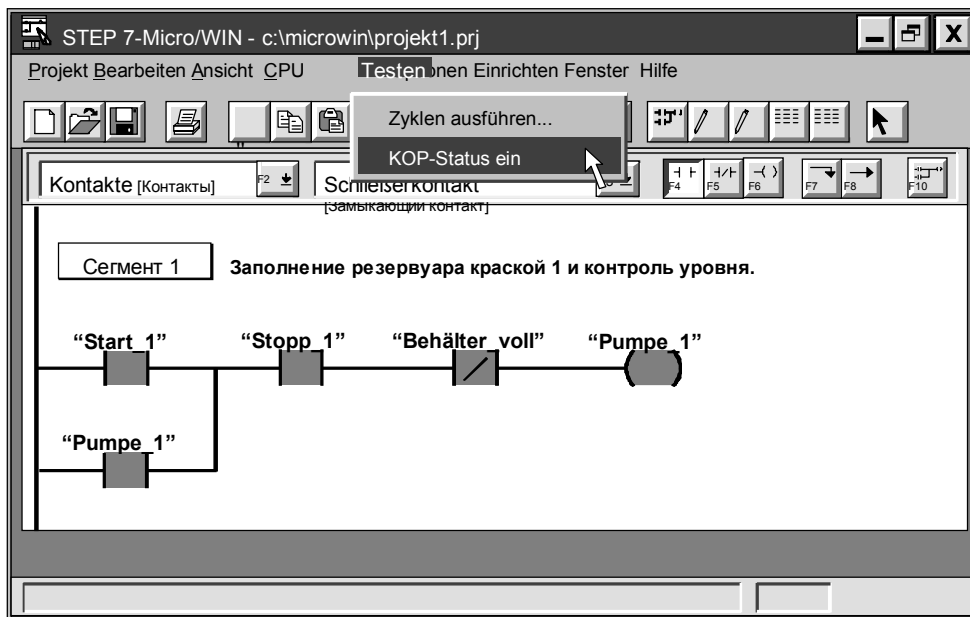 STEP 7-Micro/WIN - c:\microwin\projekt1.prj
Projekt Bearbeiten Ansicht CPU Testen onen Einrichten Fenster Hilfe
Zyklen ausführen...
KOP-Status ein
Kontakte [Контакты] F2 Schließerkontakt F4 F5 F6 F7 F8 F10
[Замыкающий контакт]
Сегмент 1 Заполнение резервуара краской 1 и контроль уровня.
“Start_1” “Stopp_1” “Behälter_voll” “Pumpe_1”
“Pumpe_1”